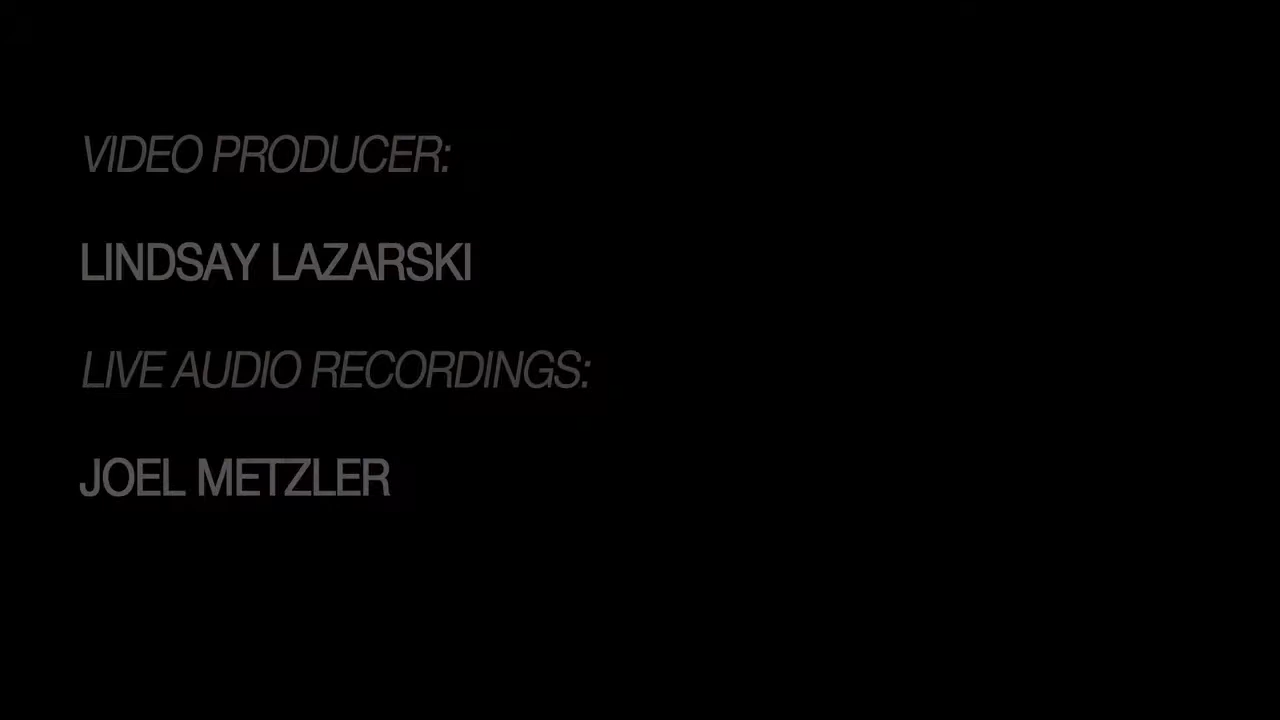 VIDEO PRODUCER:
LINDSAY LAZARSKI
LIVE AUDIO RECORDINGS:
JOEL METZLER